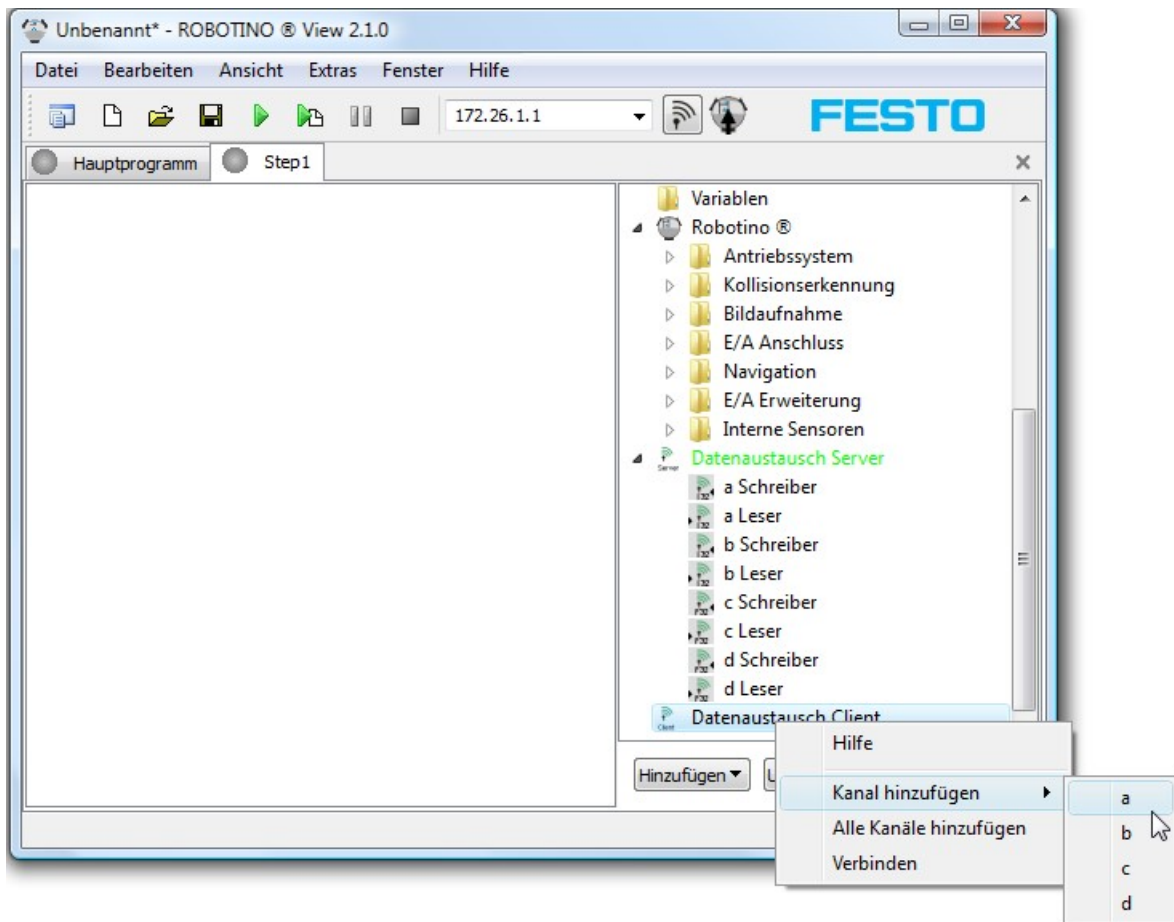 Unbenannt* - ROBOTINO ® View 2.1.0
Datei Bearbeiten Ansicht Extras Fenster Hilfe
172.26.1.1
FESTO
Hauptprogramm Step1
Variablen
Robotino ®
Antriebssystem
Kollisionserkennung
Bildaufnahme
E/A Anschluss
Navigation
E/A Erweiterung
Interne Sensoren
Server
Datenaustausch Server
a Schreiber
a Leser
b Schreiber
b Leser
c Schreiber
c Leser
d Schreiber
d Leser
Client
Datenaustausch Client
Hinzufügen
Hilfe
Kanal hinzufügen
Alle Kanäle hinzufügen
Verbinden
a
b
c
d